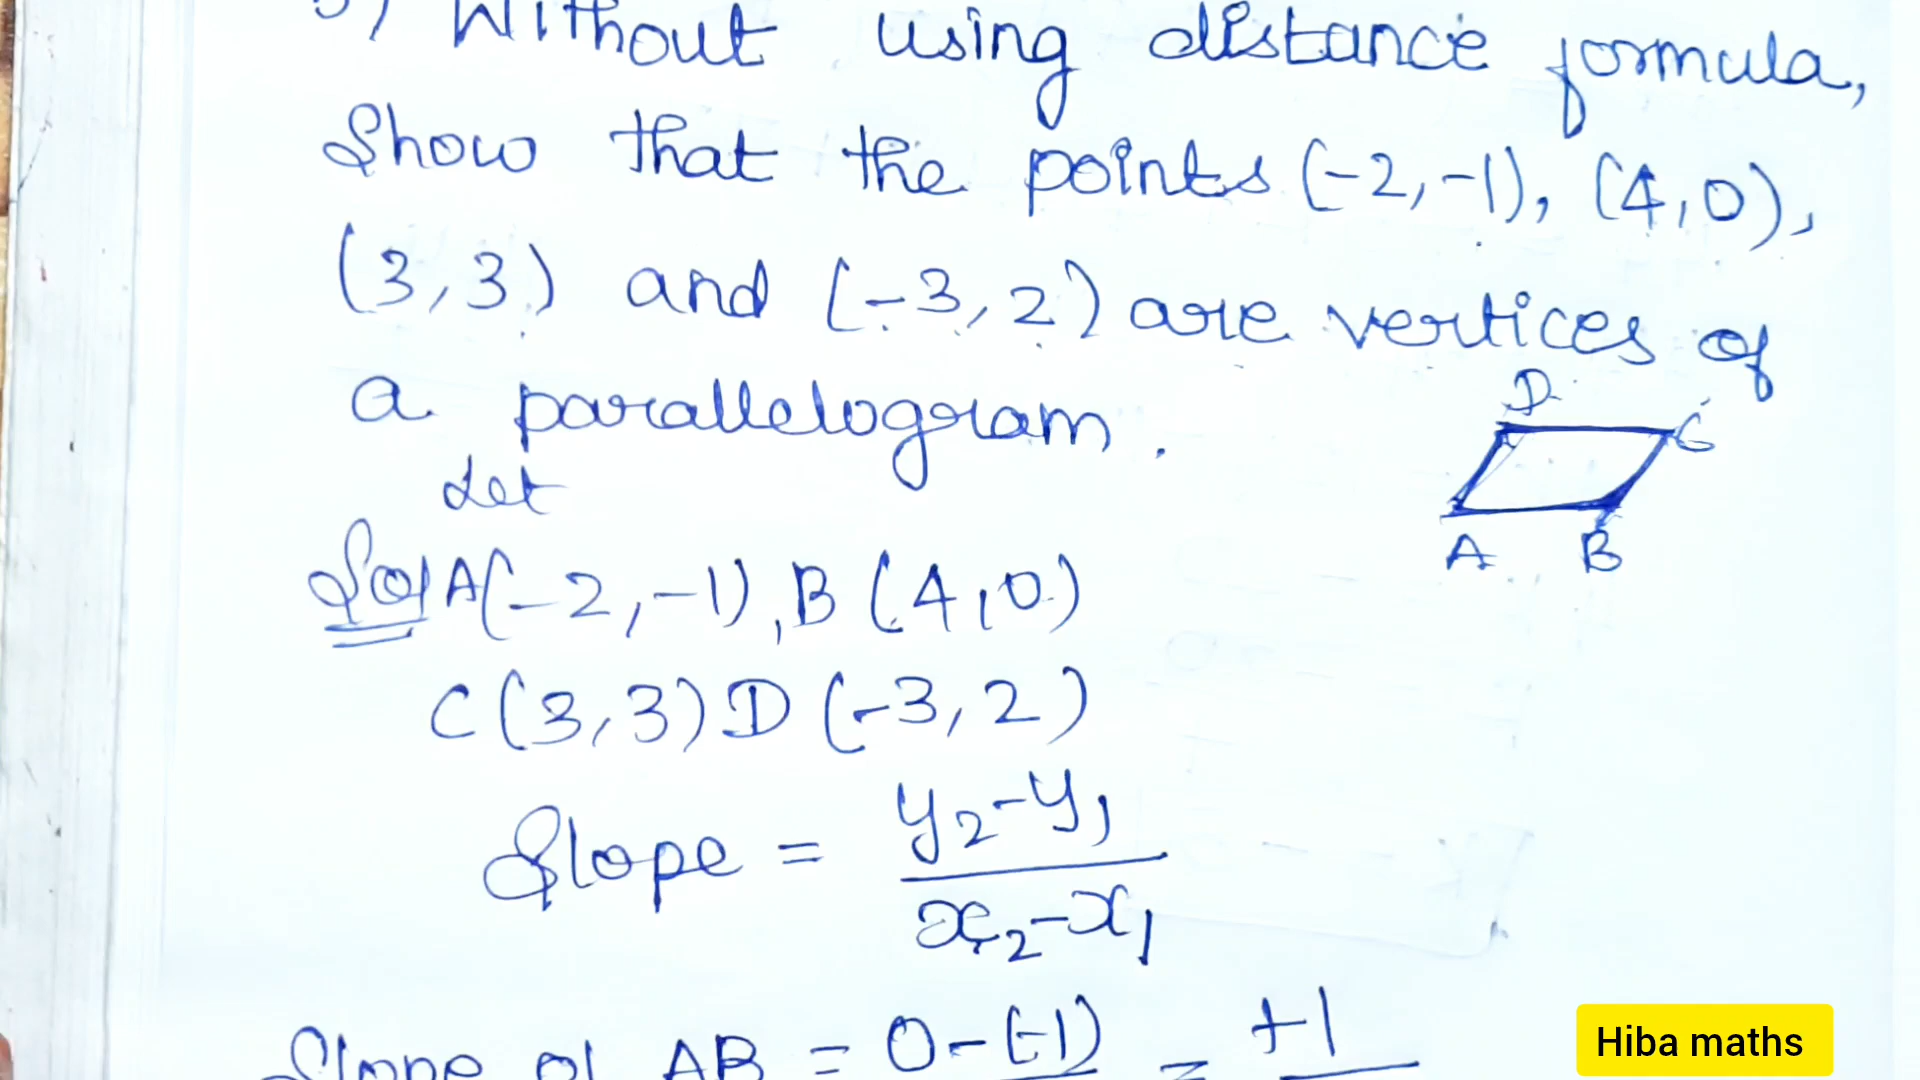 Without using distance formula,
Show that the points (-2,-1), (4,0),
(3,3) and (-3,2) are vertices of
a parallelogram.
D C
A B
Let
Sol A(-2,-1), B(4,0)
C(3,3) D(-3,2)
Slope = y₂-y₁
x₂-x₁
Slope of AB = 0-(-1) = +1
Hiba maths